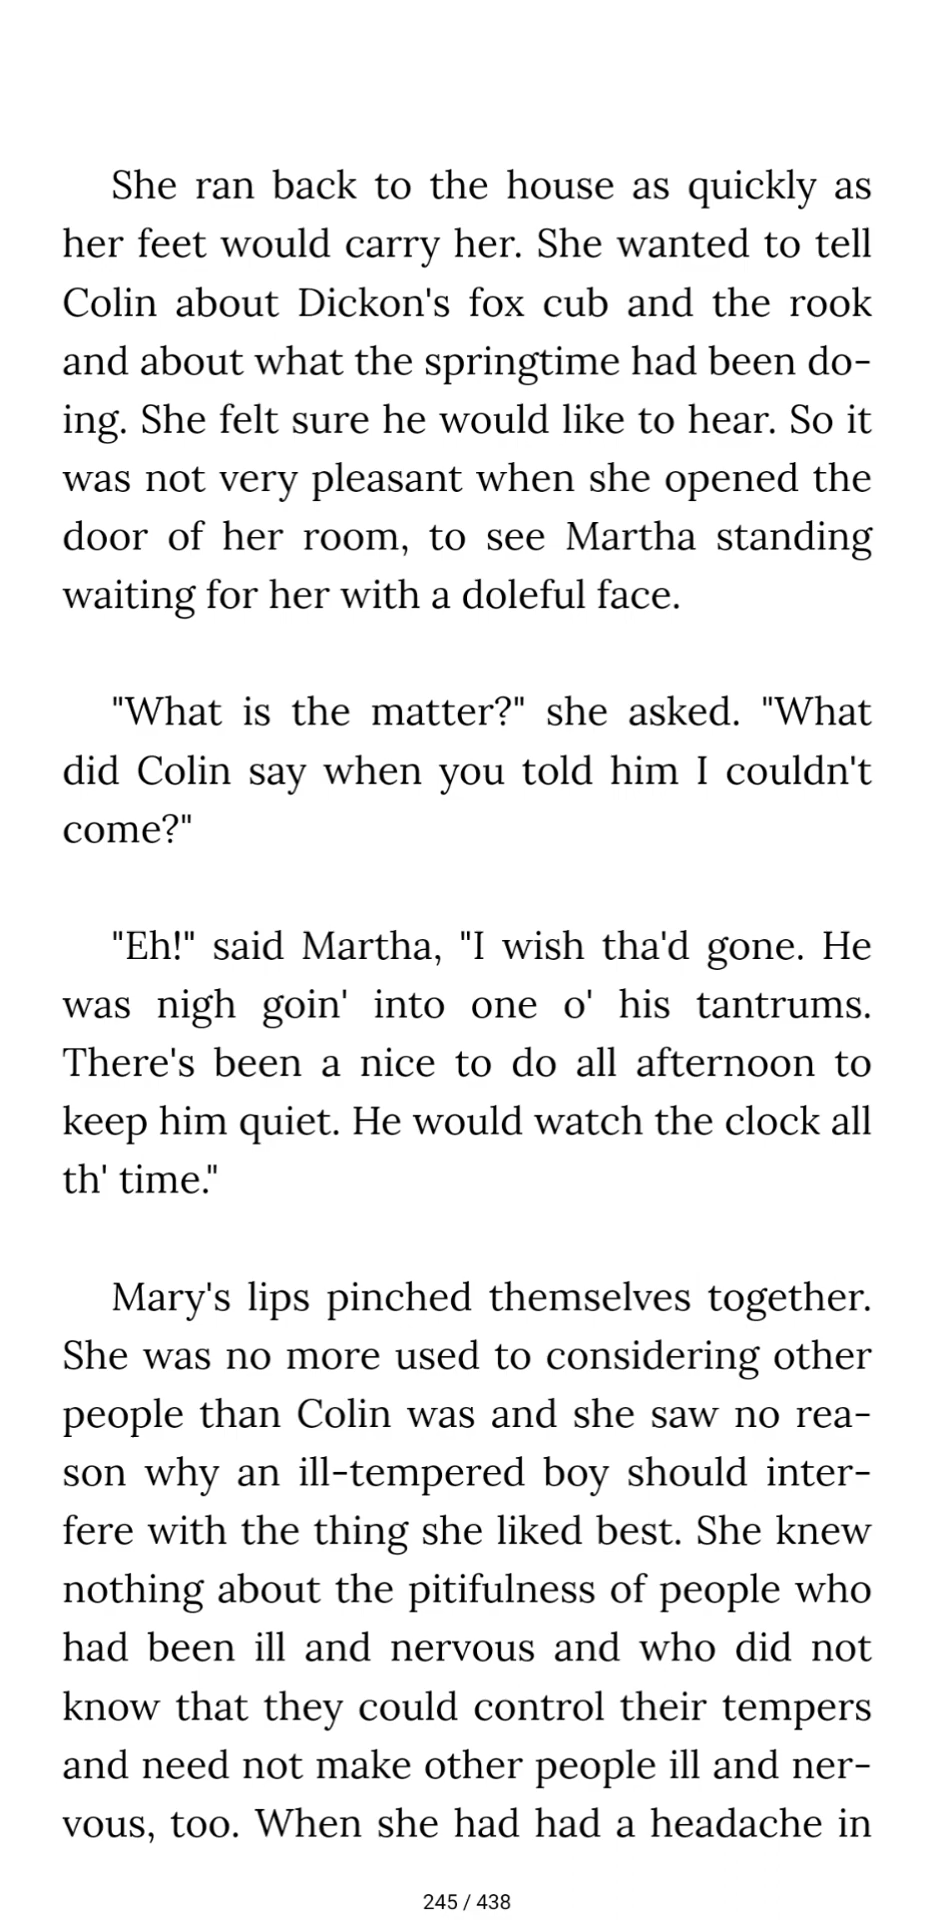 She ran back to the house as quickly as
her feet would carry her. She wanted to tell
Colin about Dickon's fox cub and the rook
and about what the springtime had been do-
ing. She felt sure he would like to hear. So it
was not very pleasant when she opened the
door of her room, to see Martha standing
waiting for her with a doleful face.
"What is the matter?" she asked. "What
did Colin say when you told him I couldn't
come?"
"Eh!" said Martha, "I wish tha'd gone. He
was nigh goin' into one o' his tantrums.
There's been a nice to do all afternoon to
keep him quiet. He would watch the clock all
th' time."
Mary's lips pinched themselves together.
She was no more used to considering other
people than Colin was and she saw no rea-
son why an ill-tempered boy should inter-
fere with the thing she liked best. She knew
nothing about the pitifulness of people who
had been ill and nervous and who did not
know that they could control their tempers
and need not make other people ill and ner-
vous, too. When she had had a headache in
245 / 438